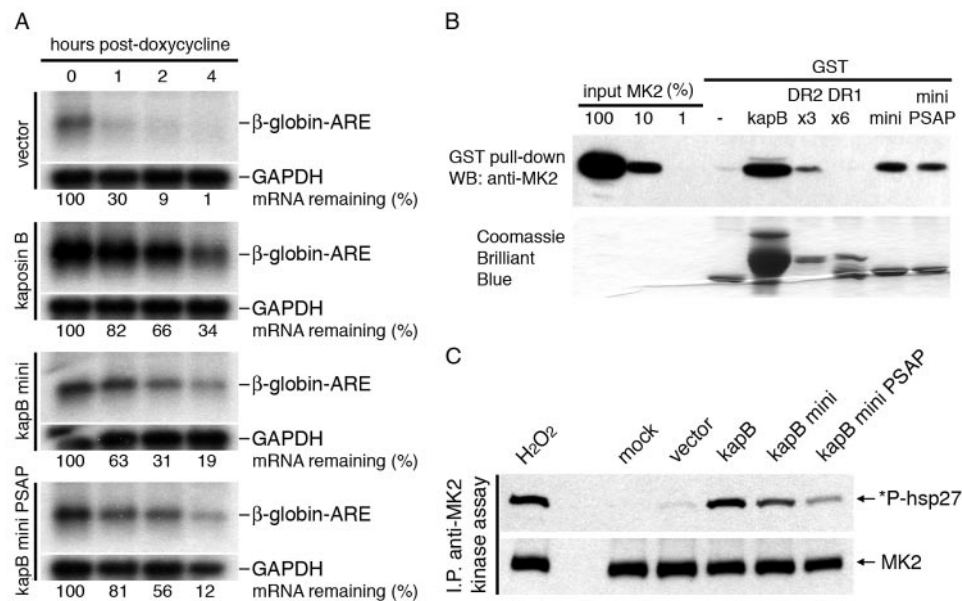 A
hours post-doxycycline
0 1 2 4
vector
β-globin-ARE
GAPDH
100 30 9 1 mRNA remaining (%)
kaposin B
β-globin-ARE
GAPDH
100 82 66 34 mRNA remaining (%)
kapB mini
β-globin-ARE
GAPDH
100 63 31 19 mRNA remaining (%)
kapB mini PSAP
β-globin-ARE
GAPDH
100 81 56 12 mRNA remaining (%)
B
GST
input MK2 (%)
DR2 DR1 mini
100 10 1 - kapB x3 x6 mini PSAP
GST pull-down
WB: anti-MK2
Coomassie
Brilliant
Blue
C
H2O2 mock vector kapB kapB mini kapB mini PSAP
I.P. anti-MK2
kinase assay
*P-hsp27
MK2